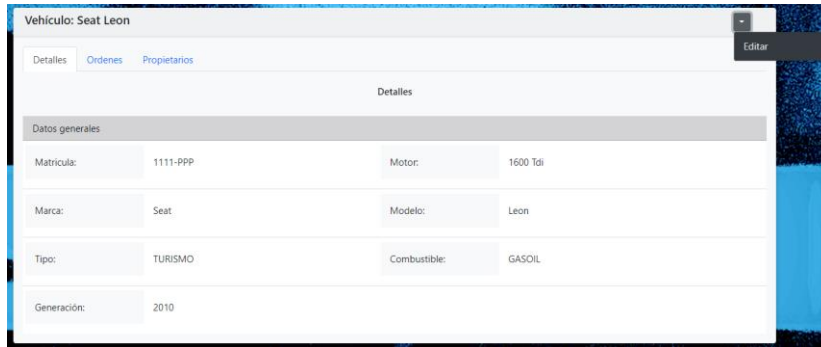 Vehículo: Seat Leon
Editar
Detalles Ordenes Propietarios
Detalles
Datos generales
Matricula: 1111-PPP Motor: 1600 Tdi
Marca: Seat Modelo: Leon
Tipo: TURISMO Combustible: GASOIL
Generación: 2010